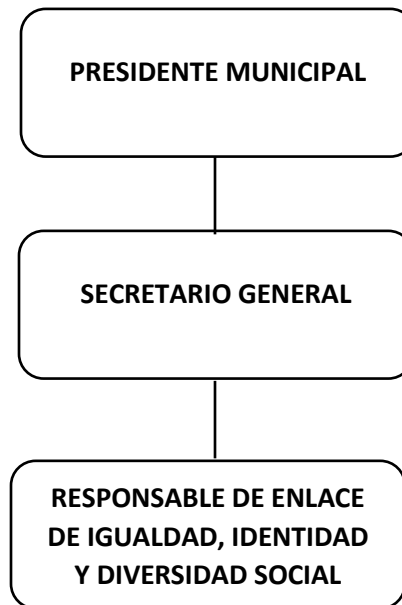 PRESIDENTE MUNICIPAL
SECRETARIO GENERAL
RESPONSABLE DE ENLACE
DE IGUALDAD, IDENTIDAD
Y DIVERSIDAD SOCIAL